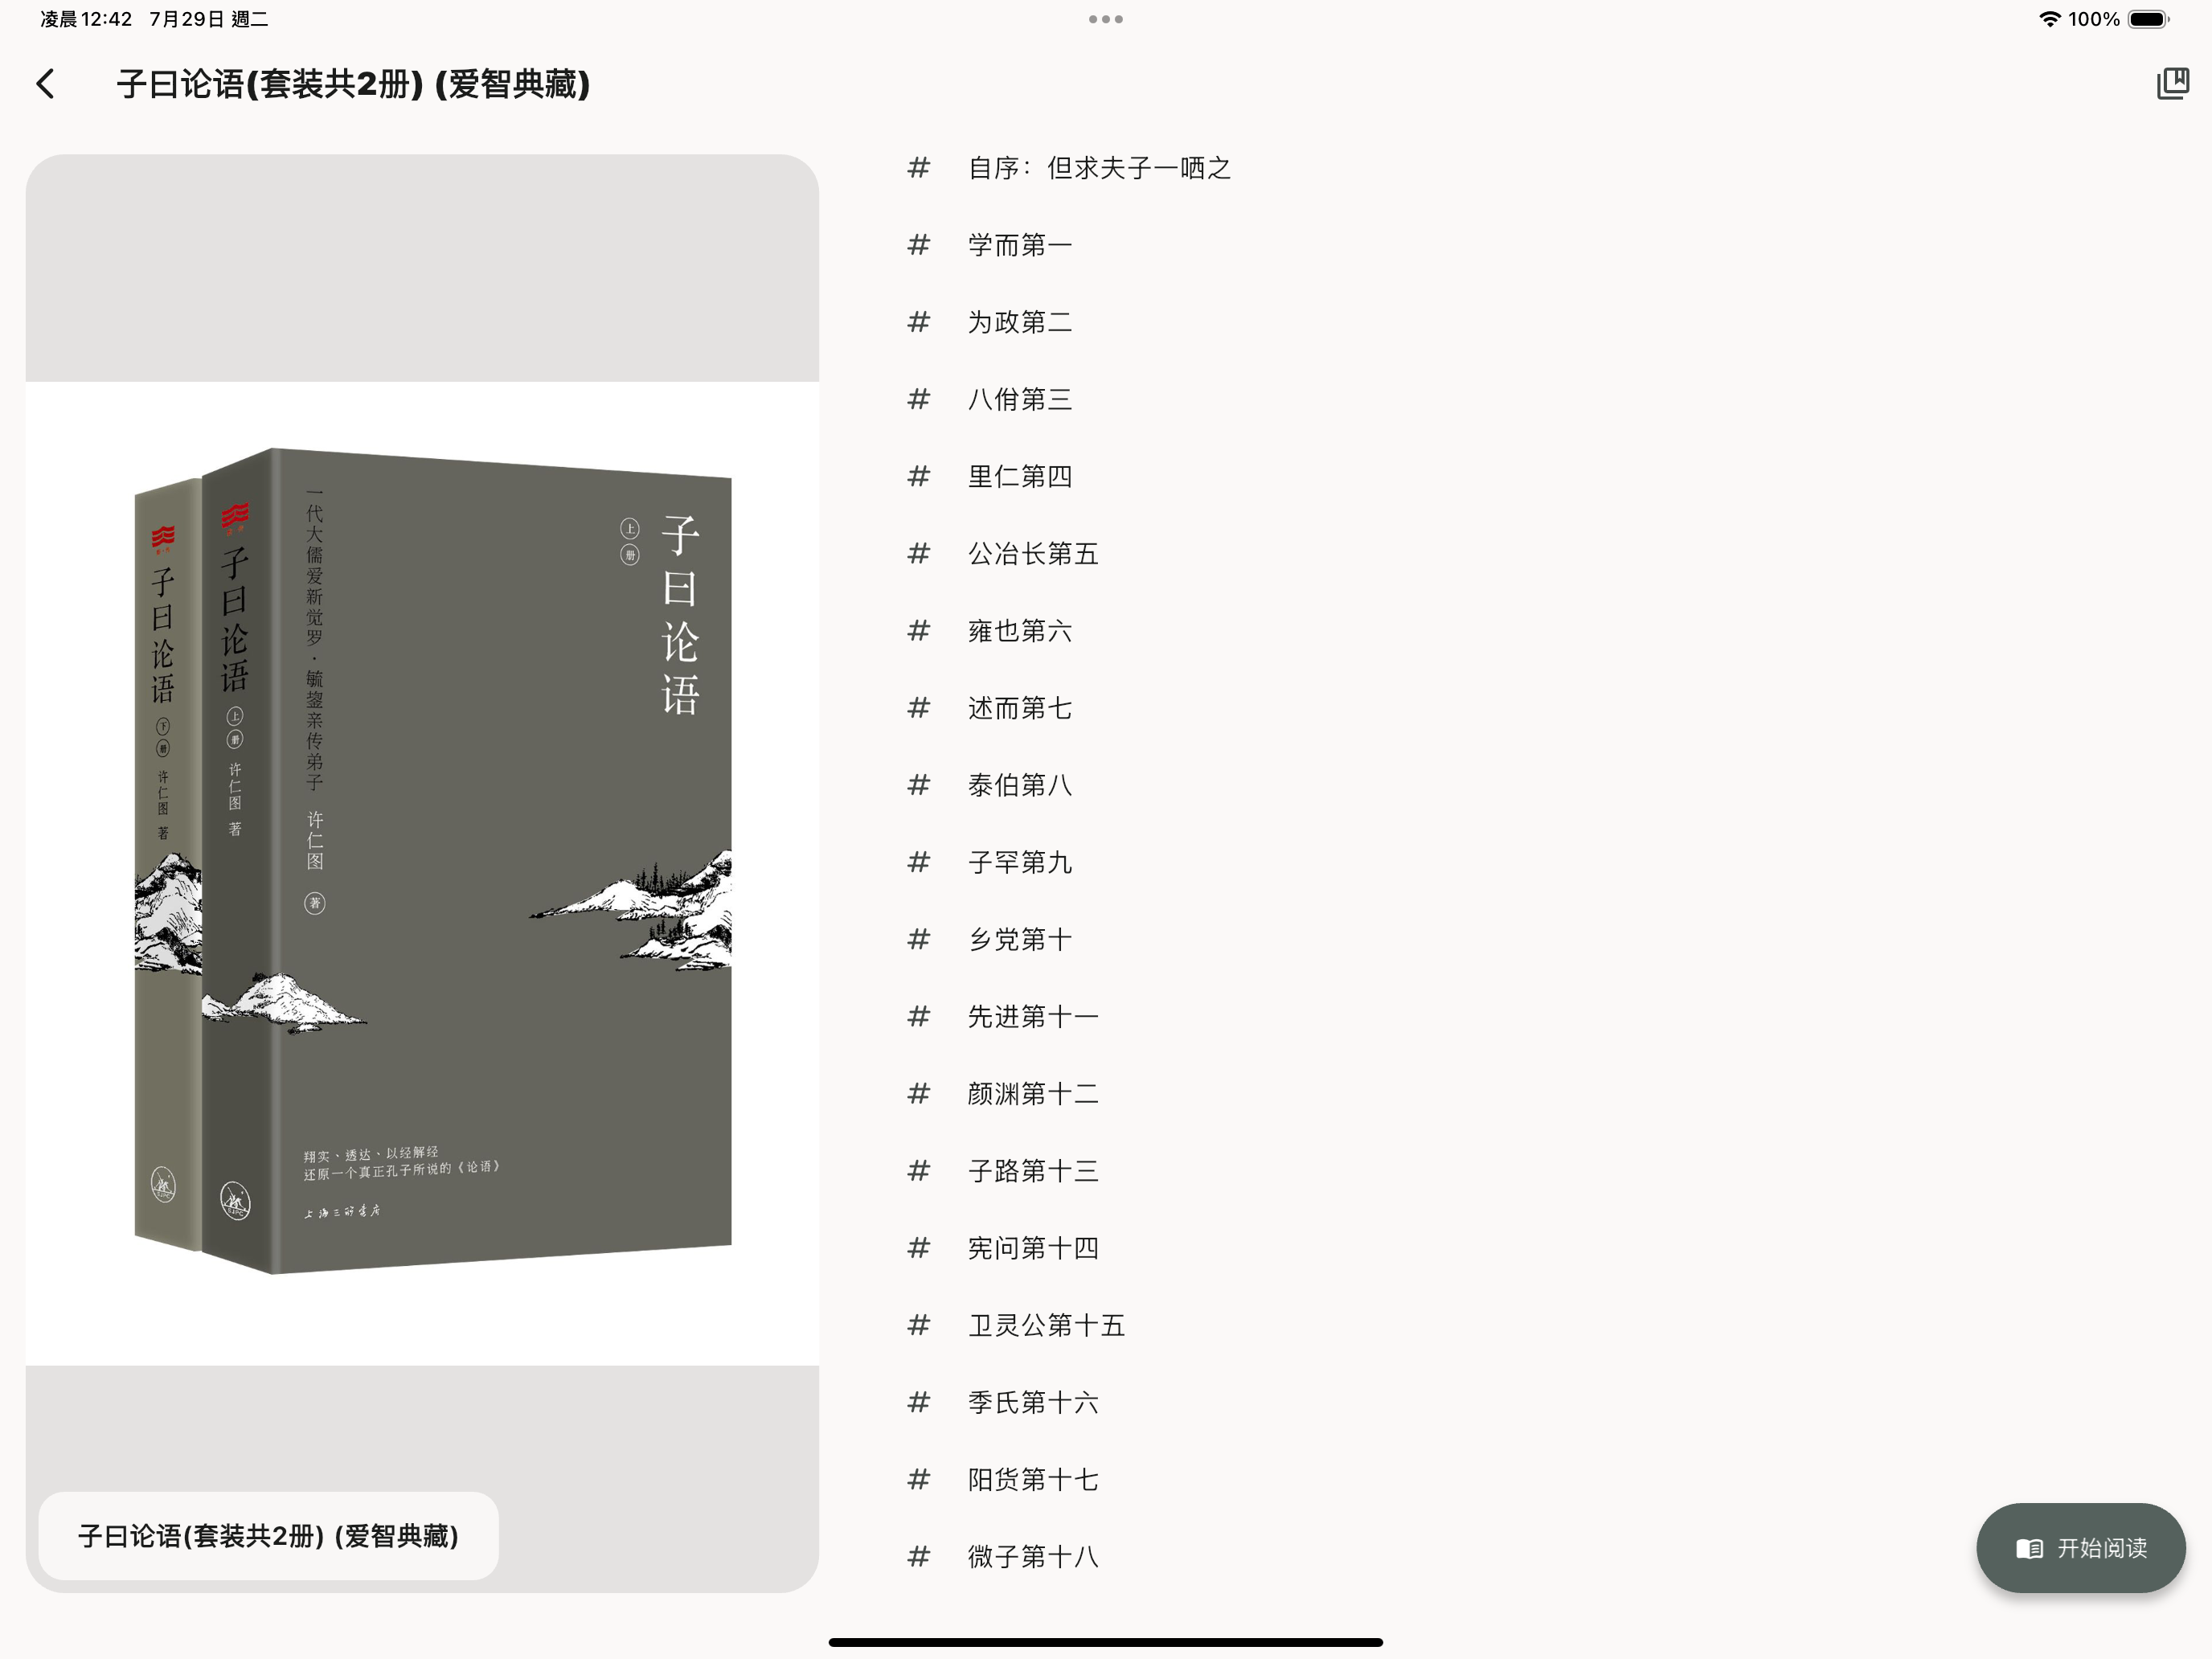 凌晨12:42 7月29日 週二
100%
子曰论语(套装共2册) (爱智典藏)
子曰论语
下册
许仁图 著
子曰论语
上册
许仁图 著
一代大儒爱新觉罗·毓鋆亲传弟子
许仁图
著
上册
子曰论语
翔实、透达、以经解经
还原一个真正孔子所说的《论语》
上海三联书店
子曰论语(套装共2册) (爱智典藏)
# 自序：但求夫子一哂之
# 学而第一
# 为政第二
# 八佾第三
# 里仁第四
# 公冶长第五
# 雍也第六
# 述而第七
# 泰伯第八
# 子罕第九
# 乡党第十
# 先进第十一
# 颜渊第十二
# 子路第十三
# 宪问第十四
# 卫灵公第十五
# 季氏第十六
# 阳货第十七
# 微子第十八
开始阅读